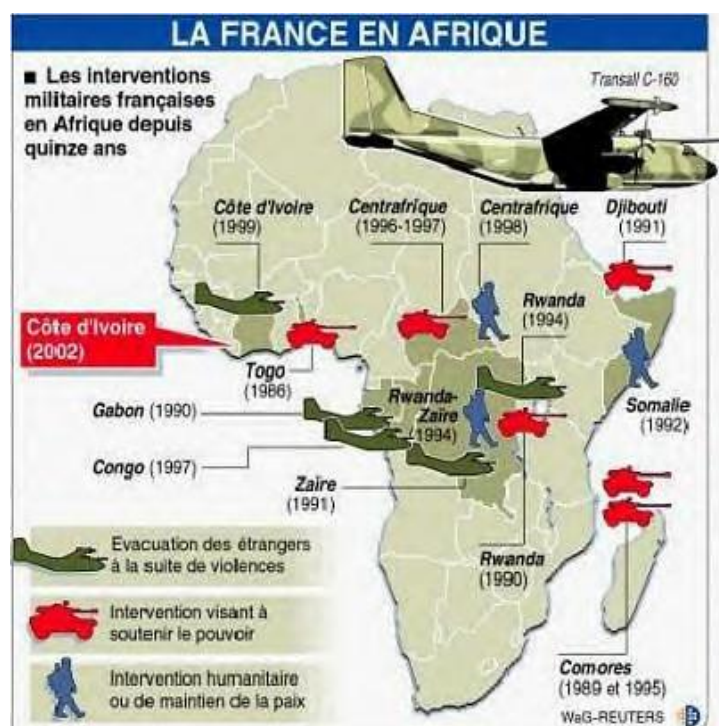 LA FRANCE EN AFRIQUE
■ Les interventions
militaires françaises
en Afrique depuis
quinze ans
Transall C-160
Côte d'Ivoire
(1999)
Centrafrique
(1996-1997)
Centrafrique
(1998)
Djibouti
(1991)
Rwanda
(1994)
Côte d'Ivoire
(2002)
Togo
(1986)
Rwanda-
Zaïre
(1994)
Somalie
(1992)
Gabon (1990)
Congo (1997)
Zaïre
(1991)
Rwanda
(1990)
Comores
(1989 et 1995)
Evacuation des étrangers
à la suite de violences
Intervention visant à
soutenir le pouvoir
Intervention humanitaire
ou de maintien de la paix
WaG-REUTERS